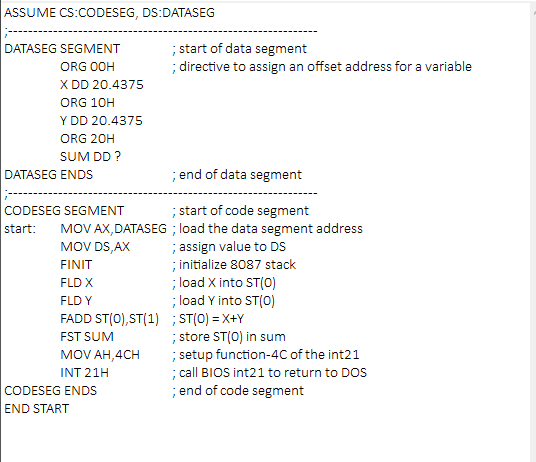 ASSUME CS:CODESEG, DS:DATASEG
;---------------------------------------------------------------
DATASEG SEGMENT ; start of data segment
ORG 00H ; directive to assign an offset address for a variable
X DD 20.4375
ORG 10H
Y DD 20.4375
ORG 20H
SUM DD ?
DATASEG ENDS ; end of data segment
;---------------------------------------------------------------
CODESEG SEGMENT ; start of code segment
start: MOV AX,DATASEG ; load the data segment address
MOV DS,AX ; assign value to DS
FINIT ; initialize 8087 stack
FLD X ; load X into ST(0)
FLD Y ; load Y into ST(0)
FADD ST(0),ST(1) ; ST(0) = X+Y
FST SUM ; store ST(0) in sum
MOV AH,4CH ; setup function-4C of the int21
INT 21H ; call BIOS int21 to return to DOS
CODESEG ENDS ; end of code segment
END START